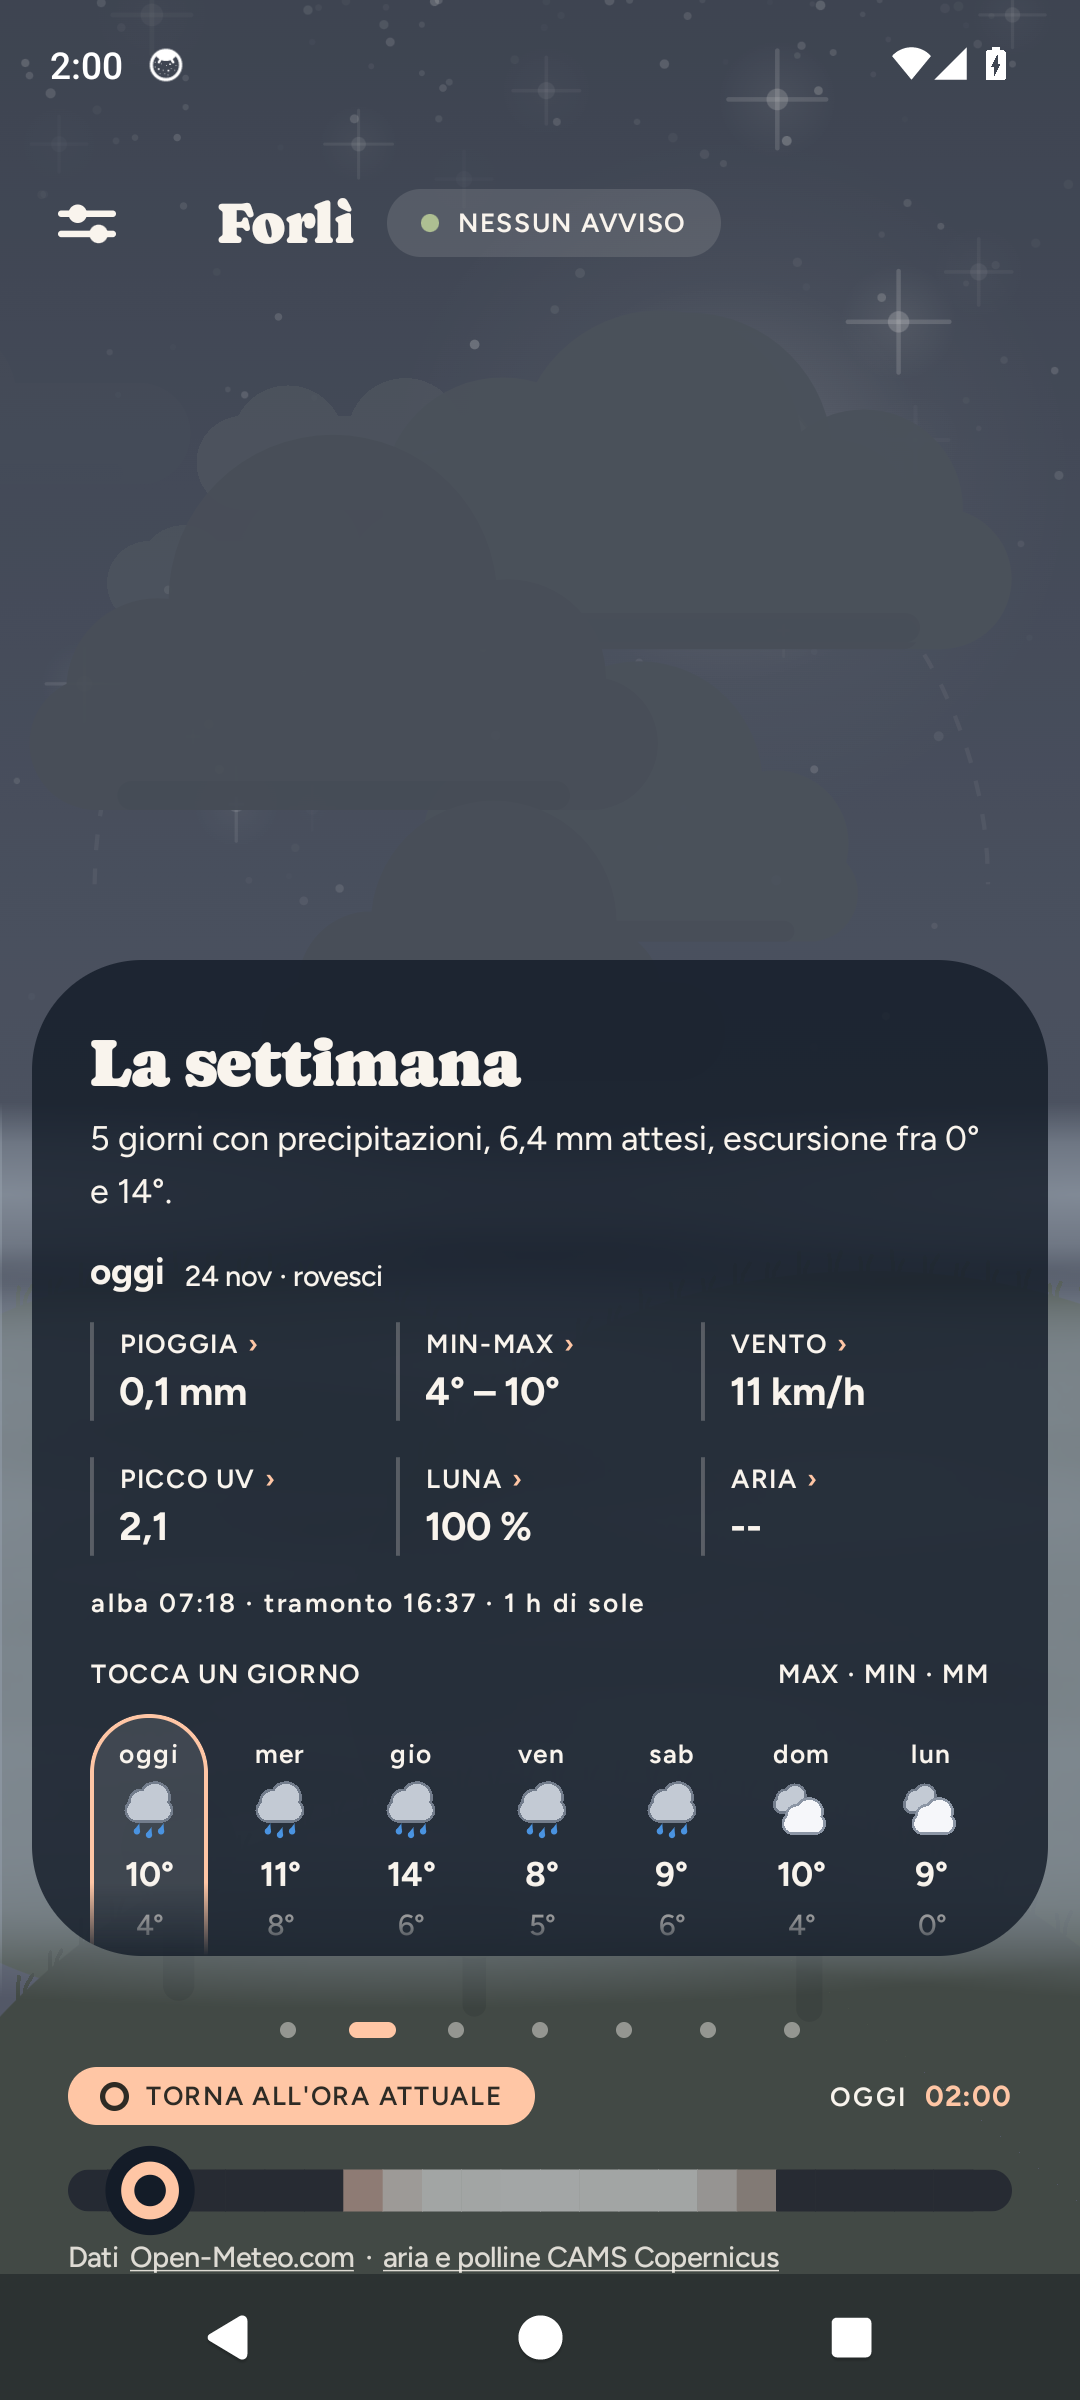 2:00
Forlì
NESSUN AVVISO
La settimana
5 giorni con precipitazioni, 6,4 mm attesi, escursione fra 0°
e 14°.
oggi 24 nov · rovesci
PIOGGIA › MIN-MAX › VENTO ›
0,1 mm 4° – 10° 11 km/h
PICCO UV › LUNA › ARIA ›
2,1 100 % --
alba 07:18 · tramonto 16:37 · 1 h di sole
TOCCA UN GIORNO MAX · MIN · MM
oggi mer gio ven sab dom lun
10° 11° 14° 8° 9° 10° 9°
4° 8° 6° 5° 6° 4° 0°
TORNA ALL'ORA ATTUALE OGGI 02:00
Dati Open-Meteo.com · aria e polline CAMS Copernicus